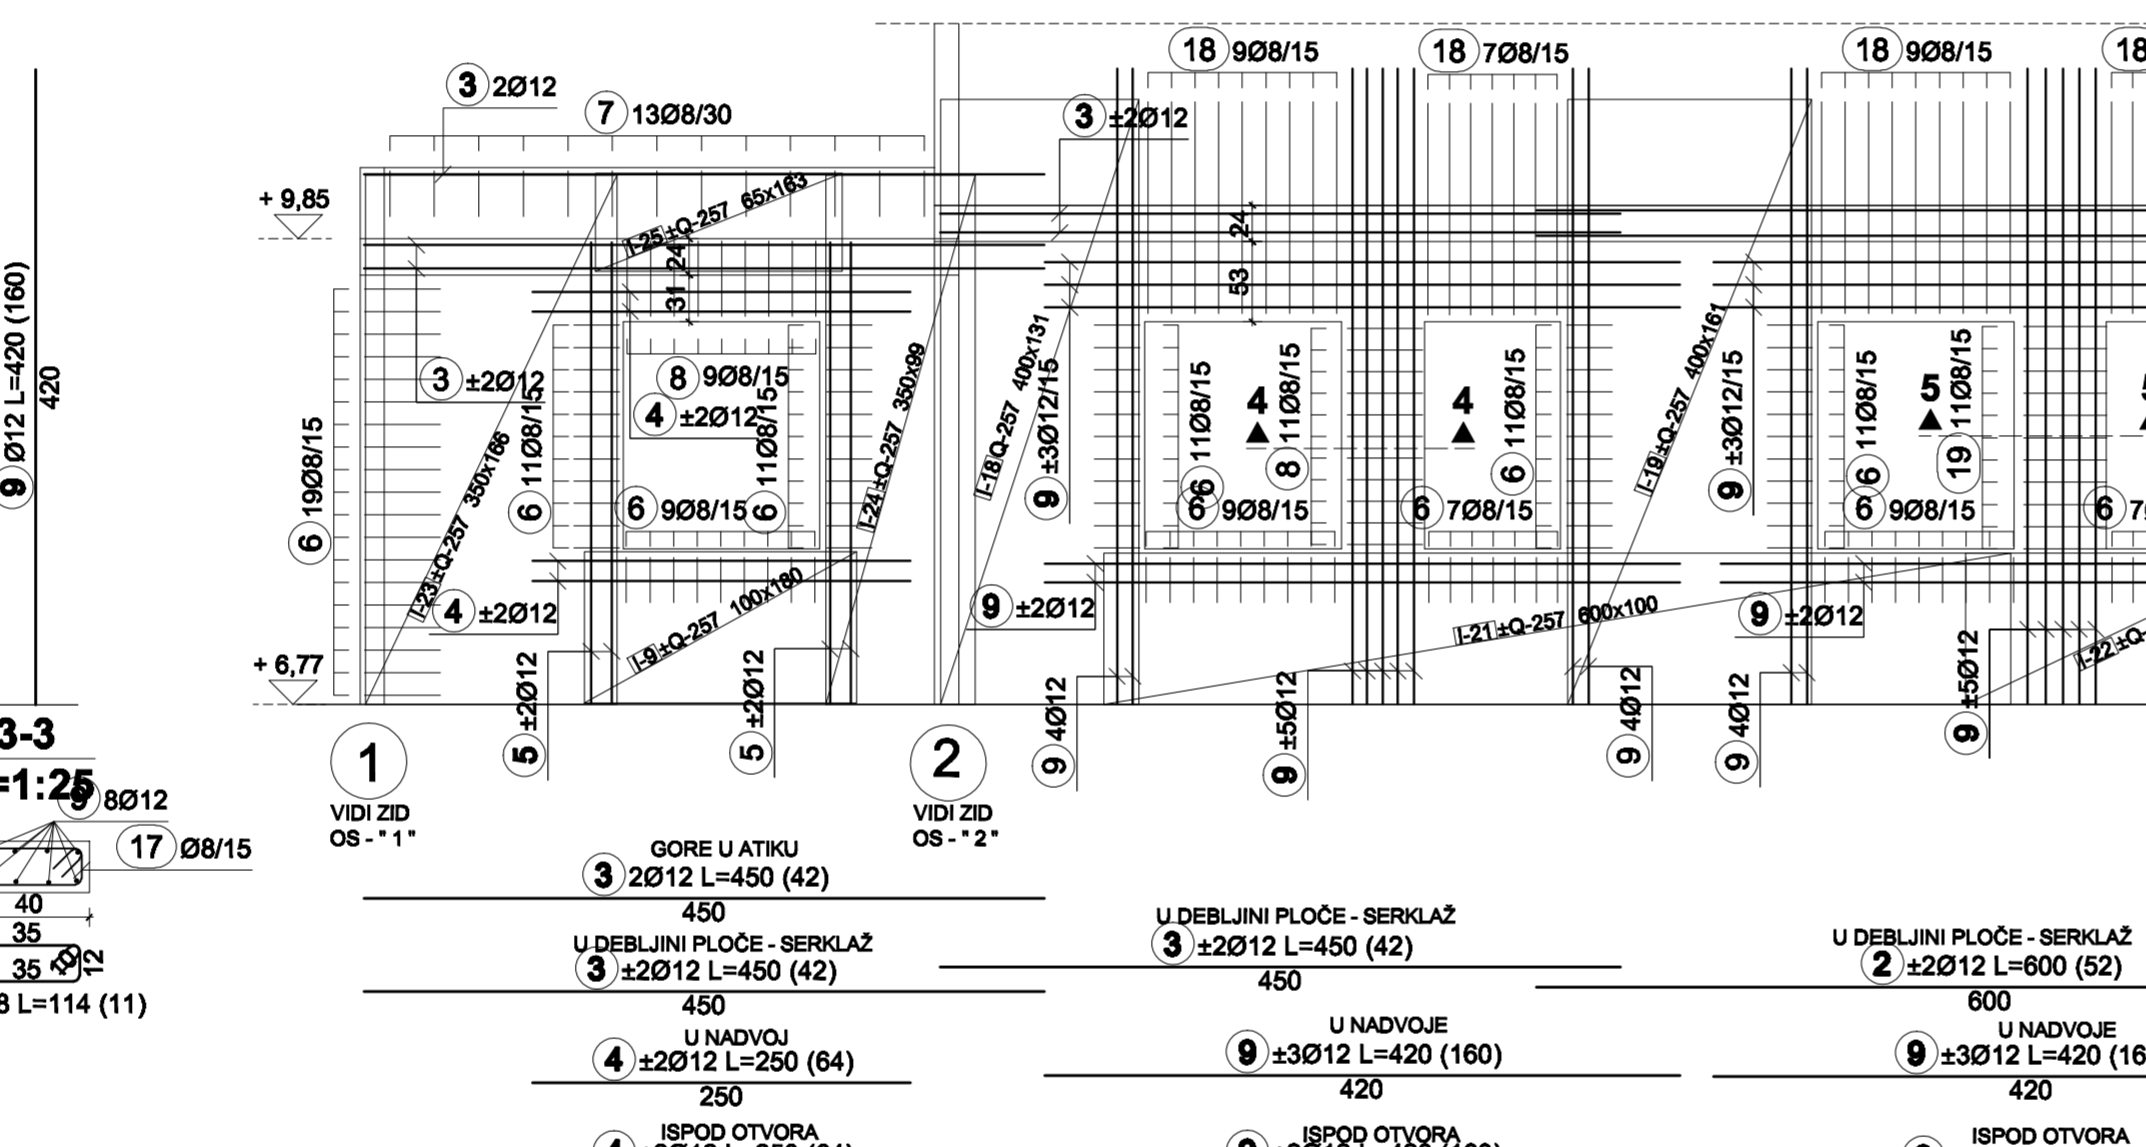 18 9Ø8/15
18 7Ø8/15
18 9Ø8/15
18
3 2Ø12
7 13Ø8/30
3 ±2Ø12
+ 9,85
I-25 ±Q-257 65x163
24
31
24
53
9 Ø12 L=420 (160)
420
3 ±2Ø12
8 9Ø8/15
4 ±2Ø12
6 19Ø8/15
6 11Ø8/15
6 11Ø8/15
6 9Ø8/15
I-23 ±Q-257 350x166
I-24 ±Q-257 350x99
I-18 Q-257 400x131
9 ±3Ø12/15
6 11Ø8/15
4
8 11Ø8/15
6 9Ø8/15
4
6 11Ø8/15
6 7Ø8/15
I-19 ±Q-257 400x161
9 ±3Ø12/15
6 11Ø8/15
5
19 11Ø8/15
6 9Ø8/15
6
4 ±2Ø12
I-9 ±Q-257 100x180
9 ±2Ø12
I-21 ±Q-257 600x100
9 ±2Ø12
I-22 ±Q-
+ 6,77
5 ±2Ø12
5 ±2Ø12
9 4Ø12
9 ±5Ø12
9 4Ø12
9 4Ø12
9 ±5Ø12
3-3
=1:25
9 8Ø12
17 Ø8/15
40
35
35 10 12
8 L=114 (11)
1
VIDI ZID
OS - " 1 "
2
VIDI ZID
OS - " 2 "
GORE U ATIKU
3 2Ø12 L=450 (42)
450
U DEBLJINI PLOČE - SERKLAŽ
3 ±2Ø12 L=450 (42)
450
U NADVOJ
4 ±2Ø12 L=250 (64)
250
ISPOD OTVORA
U DEBLJINI PLOČE - SERKLAŽ
3 ±2Ø12 L=450 (42)
450
U NADVOJE
9 ±3Ø12 L=420 (160)
420
ISPOD OTVORA
U DEBLJINI PLOČE - SERKLAŽ
2 ±2Ø12 L=600 (52)
600
U NADVOJE
9 ±3Ø12 L=420 (16
420
ISPOD OTVORA